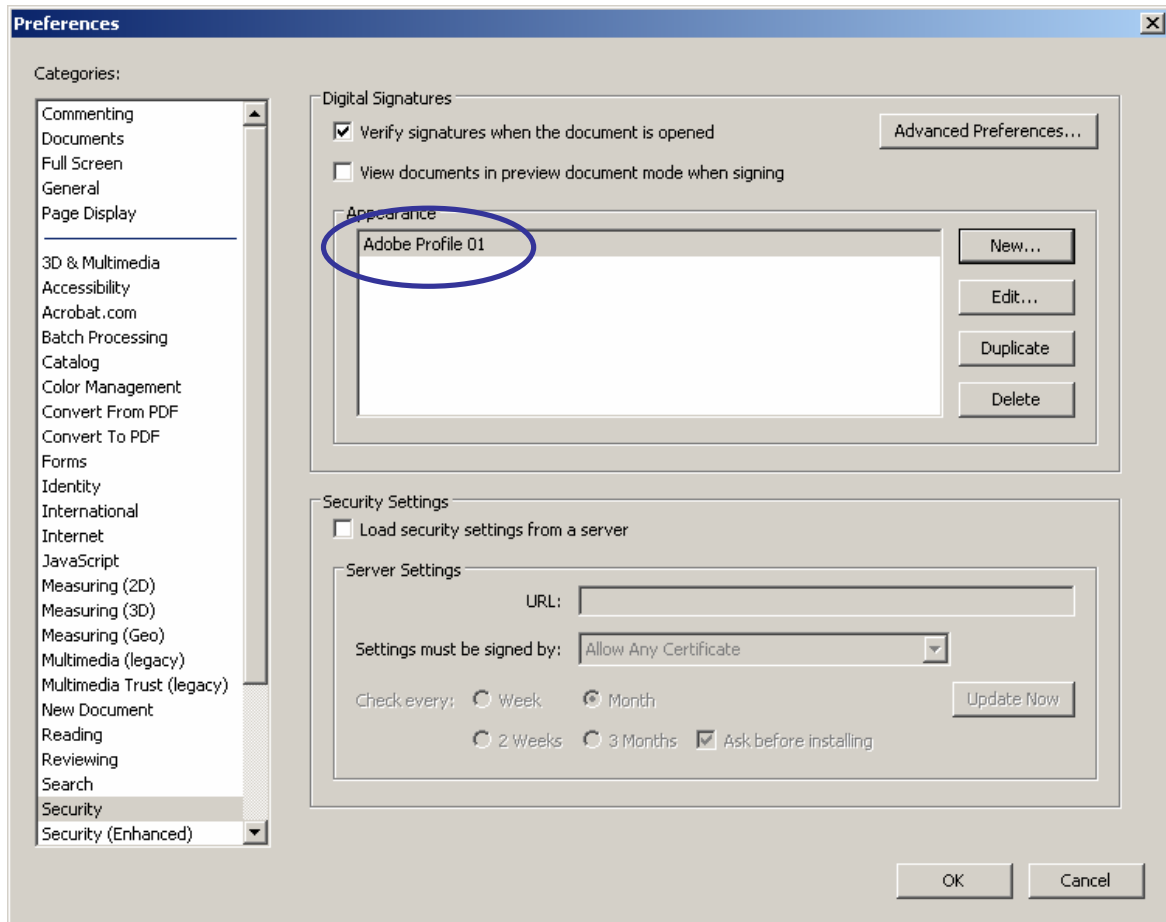 Preferences
Categories:
Commenting
Documents
Full Screen
General
Page Display
3D & Multimedia
Accessibility
Acrobat.com
Batch Processing
Catalog
Color Management
Convert From PDF
Convert To PDF
Forms
Identity
International
Internet
JavaScript
Measuring (2D)
Measuring (3D)
Measuring (Geo)
Multimedia (legacy)
Multimedia Trust (legacy)
New Document
Reading
Reviewing
Search
Security
Security (Enhanced)
Digital Signatures
Verify signatures when the document is opened
Advanced Preferences...
View documents in preview document mode when signing
Appearance
Adobe Profile 01
New...
Edit...
Duplicate
Delete
Security Settings
Load security settings from a server
Server Settings
URL:
Settings must be signed by: Allow Any Certificate
Check every: Week Month Update Now
2 Weeks 3 Months Ask before installing
OK Cancel